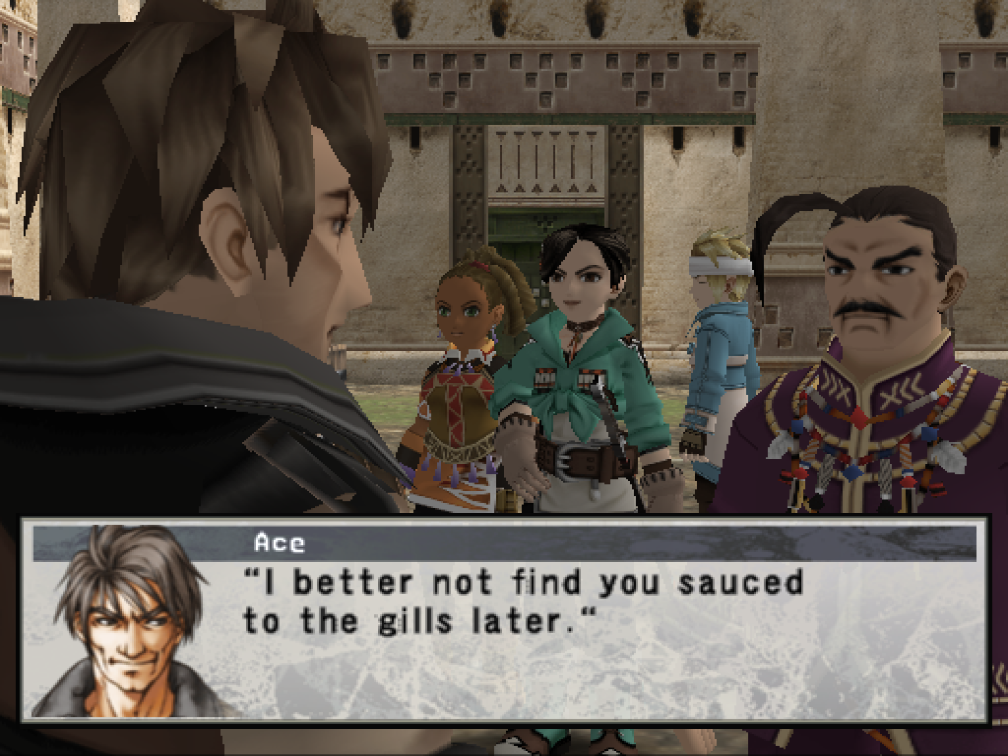 Ace
“I better not find you sauced
to the gills later.“